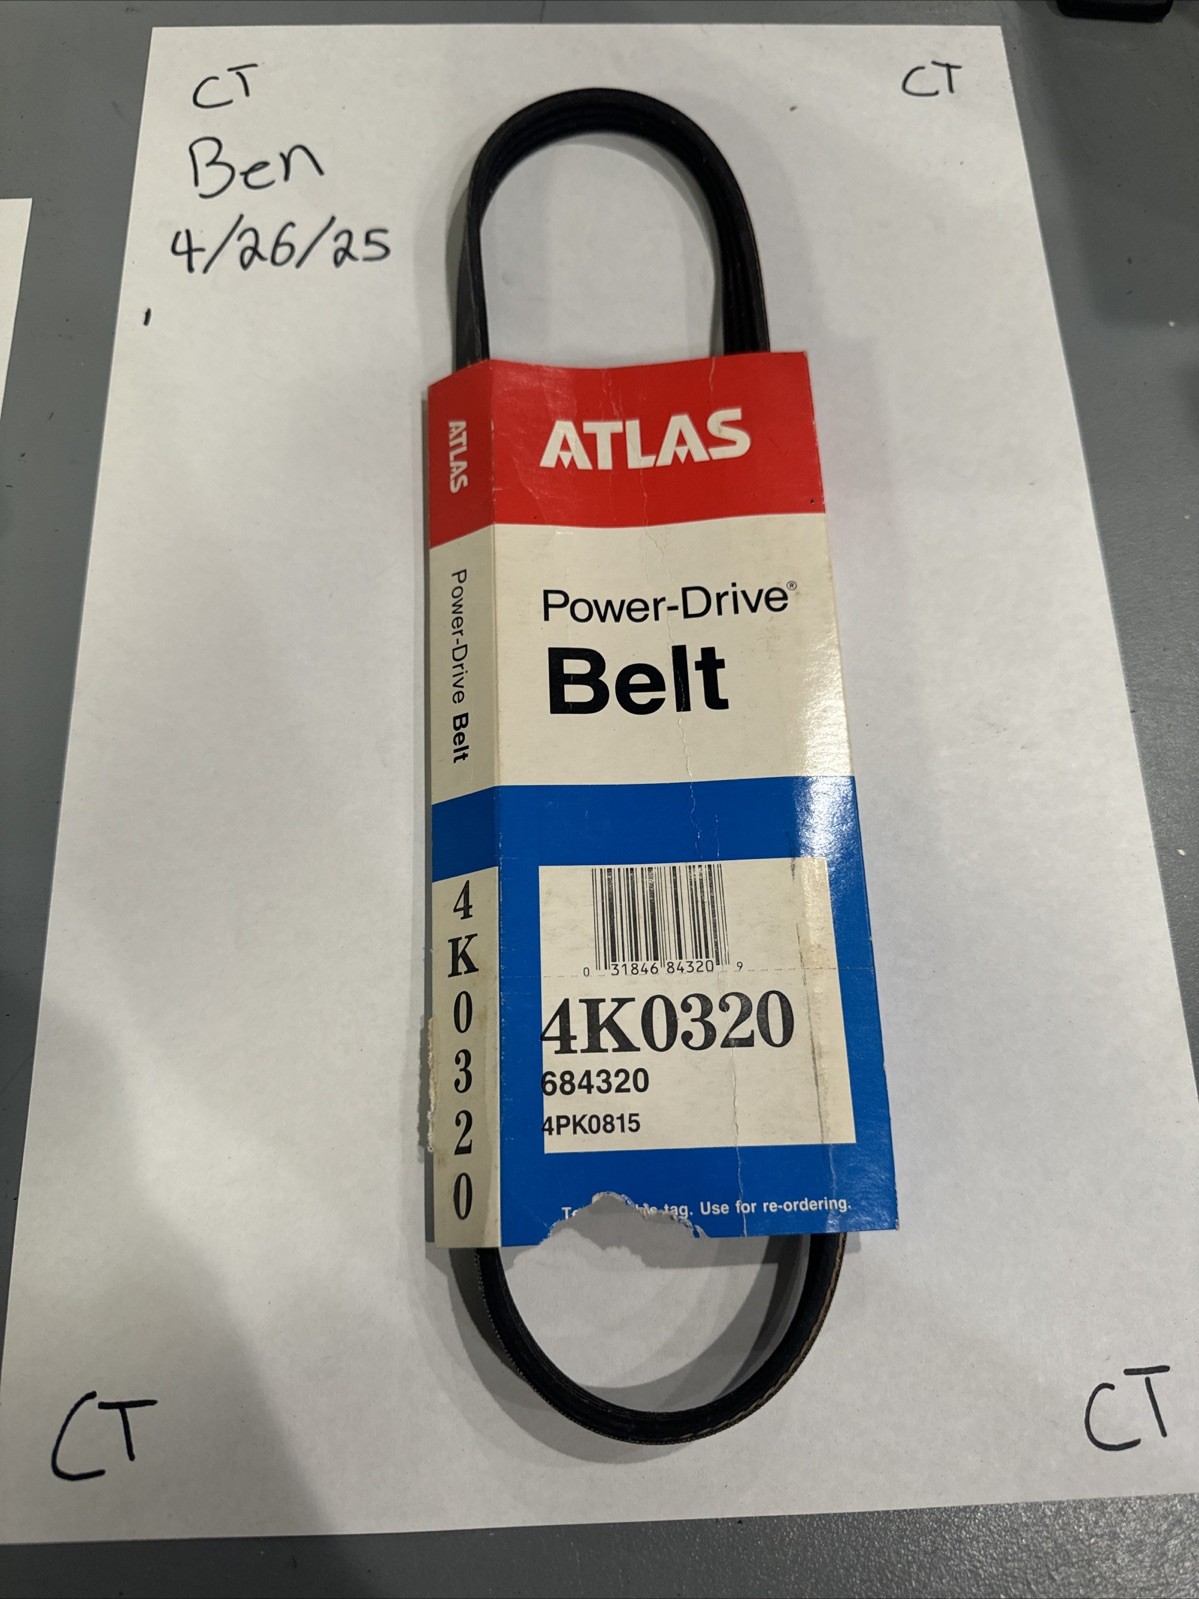 CT
CT
Ben
4/26/25
ATLAS
Power-Drive Belt
4
K
0
3
2
0
ATLAS
Power-Drive®
Belt
0 31846 84320 9
4K0320
684320
4PK0815
tag. Use for re-ordering.
CT
CT